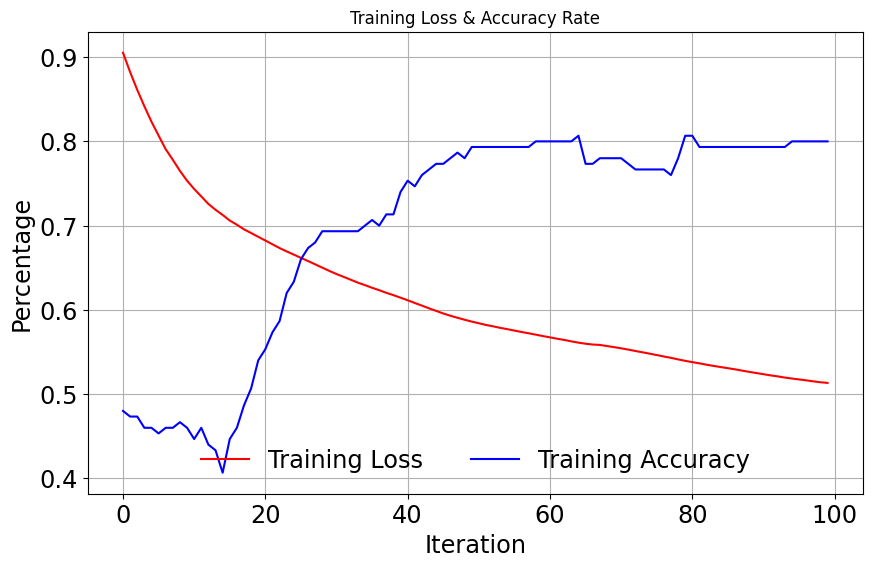 Training Loss & Accuracy Rate
0.9
0.8
0.7
0.6
0.5
0.4
Percentage
Training Loss
Training Accuracy
0 20 40 60 80 100
Iteration